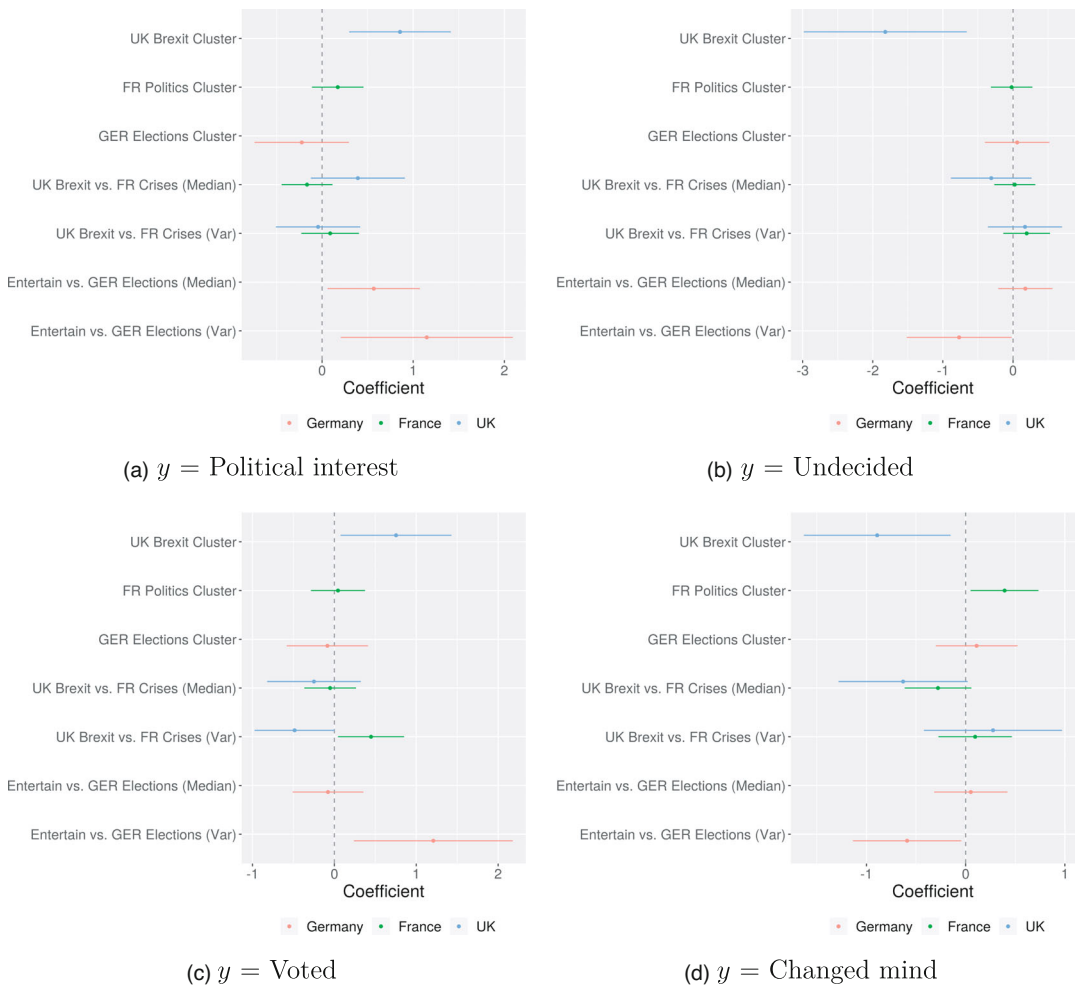 UK Brexit Cluster
FR Politics Cluster
GER Elections Cluster
UK Brexit vs. FR Crises (Median)
UK Brexit vs. FR Crises (Var)
Entertain vs. GER Elections (Median)
Entertain vs. GER Elections (Var)
0 1 2
Coefficient
Germany France UK
(a) y = Political interest
UK Brexit Cluster
FR Politics Cluster
GER Elections Cluster
UK Brexit vs. FR Crises (Median)
UK Brexit vs. FR Crises (Var)
Entertain vs. GER Elections (Median)
Entertain vs. GER Elections (Var)
-3 -2 -1 0
Coefficient
Germany France UK
(b) y = Undecided
UK Brexit Cluster
FR Politics Cluster
GER Elections Cluster
UK Brexit vs. FR Crises (Median)
UK Brexit vs. FR Crises (Var)
Entertain vs. GER Elections (Median)
Entertain vs. GER Elections (Var)
-1 0 1 2
Coefficient
Germany France UK
(c) y = Voted
UK Brexit Cluster
FR Politics Cluster
GER Elections Cluster
UK Brexit vs. FR Crises (Median)
UK Brexit vs. FR Crises (Var)
Entertain vs. GER Elections (Median)
Entertain vs. GER Elections (Var)
-1 0 1
Coefficient
Germany France UK
(d) y = Changed mind